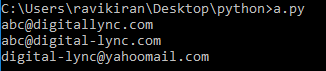 C:\Users\ravikiran\Desktop\python>a.py
abc@digitallync.com
abc@digital-lync.com
digital-lync@yahoomail.com